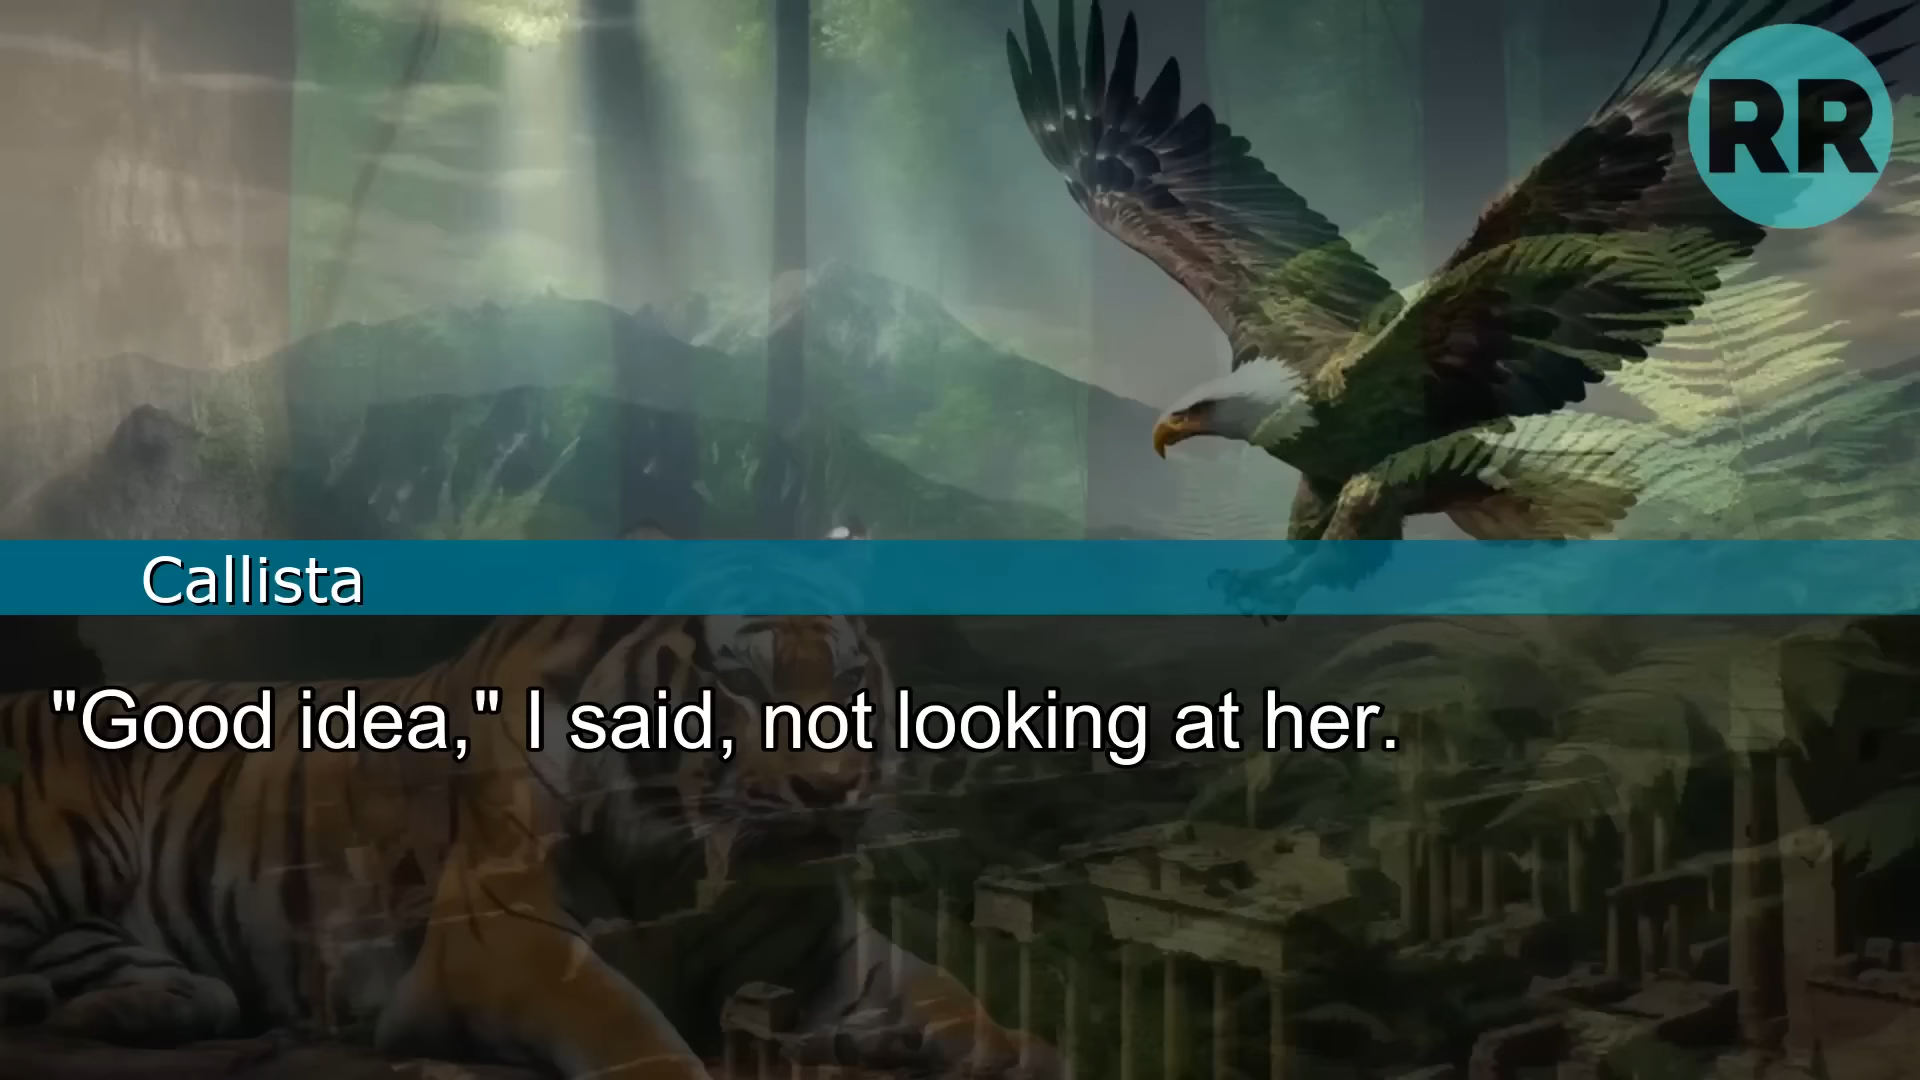 RR
Callista
"Good idea," I said, not looking at her.